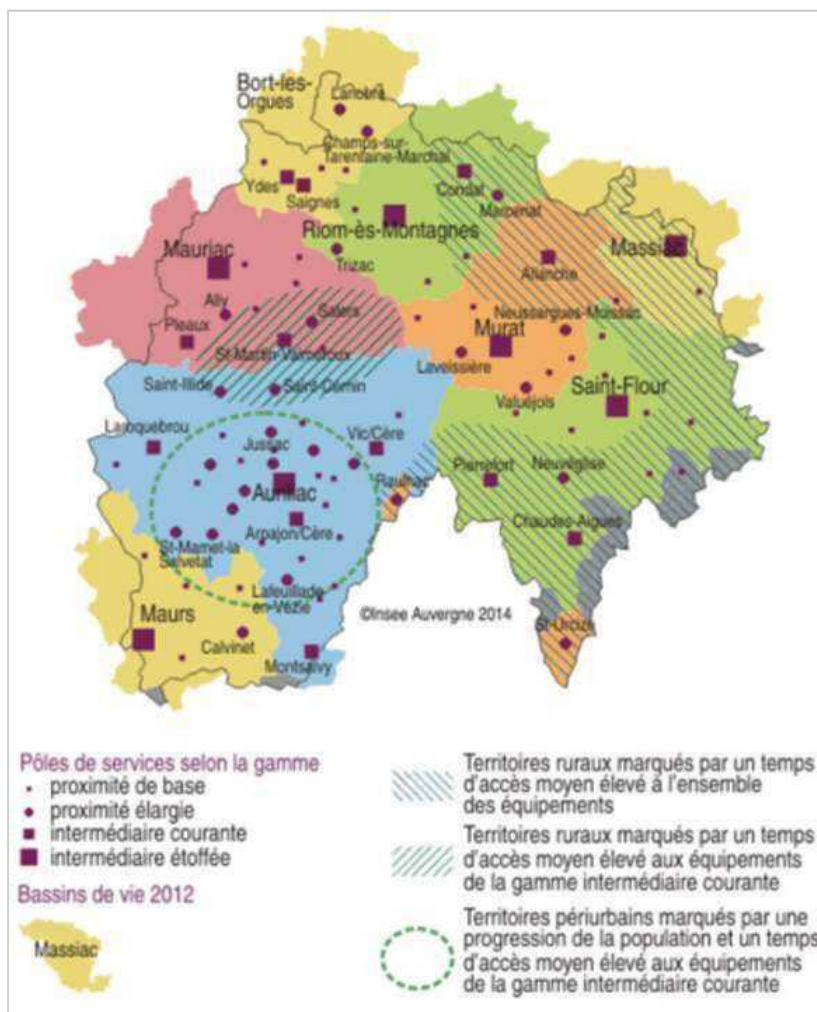 Bort-les-
Orgues
Lanobre
Champs-sur-
Tarentaine-Marchal
Ydes
Saignes
Condat
Marcenat
Riom-ès-Montagnes
Massiac
Mauriac
Trizac
Allanche
Ally
Salers
Neussargues-Moissac
Pleaux
Murat
St-Martin-Valmeroux
Laveissière
Saint-Flour
Saint-Illide
Saint-Cernin
Valuéjols
Laroquebrou
Vic/Cère
Jussac
Pierrefort
Neuvéglise
Raulhac
Aurillac
Arpajon/Cère
Chaudes-Aigues
St-Mamet-la
Salvetat
Lafeuillade
en-Vézie
©Insee Auvergne 2014
Maurs
St-Urcize
Calvinet
Montsalvy
Pôles de services selon la gamme
proximité de base
proximité élargie
intermédiaire courante
intermédiaire étoffée
Bassins de vie 2012
Massiac
Territoires ruraux marqués par un temps
d'accès moyen élevé à l'ensemble
des équipements
Territoires ruraux marqués par un temps
d'accès moyen élevé aux équipements
de la gamme intermédiaire courante
Territoires périurbains marqués par une
progression de la population et un temps
d'accès moyen élevé aux équipements
de la gamme intermédiaire courante